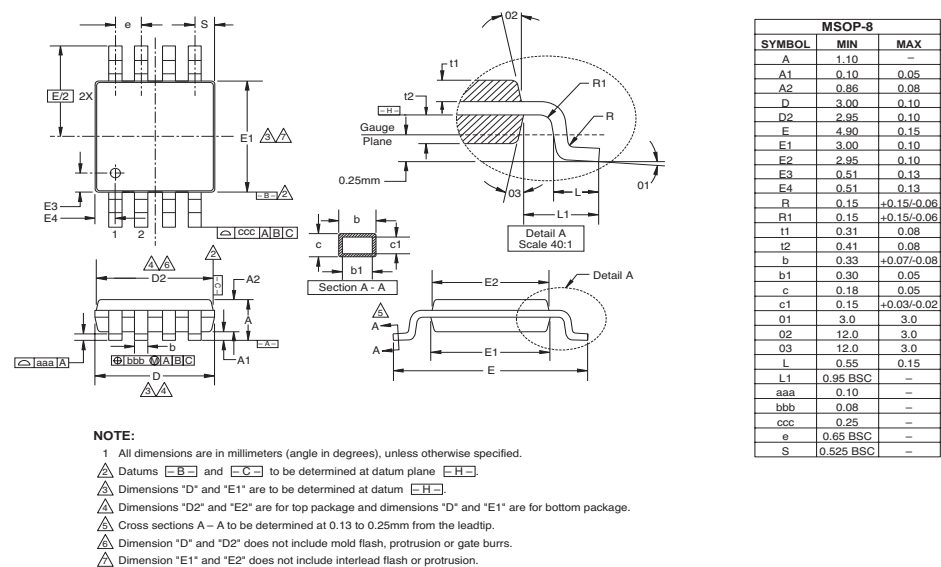 e
S
E/2
2X
E1
3 7
–B– 2
E3
E4
1
2
ccc A B C
02
t1
t2
–H–
Gauge
Plane
0.25mm
R1
R
03
L
L1
01
Detail A
Scale 40:1
b
c
c1
b1
Section A - A
4 6
D2
2
–C–
A2
A
A1
–A–
b
aaa A
bbb M A B C
D
3 4
E2
Detail A
5
A
A
E1
E
MSOP-8
SYMBOL MIN MAX
A 1.10 –
A1 0.10 0.05
A2 0.86 0.08
D 3.00 0.10
D2 2.95 0.10
E 4.90 0.15
E1 3.00 0.10
E2 2.95 0.10
E3 0.51 0.13
E4 0.51 0.13
R 0.15 +0.15/-0.06
R1 0.15 +0.15/-0.06
t1 0.31 0.08
t2 0.41 0.08
b 0.33 +0.07/-0.08
b1 0.30 0.05
c 0.18 0.05
c1 0.15 +0.03/-0.02
01 3.0 3.0
02 12.0 3.0
03 12.0 3.0
L 0.55 0.15
L1 0.95 BSC –
aaa 0.10 –
bbb 0.08 –
ccc 0.25 –
e 0.65 BSC –
S 0.525 BSC –
NOTE:
1 All dimensions are in millimeters (angle in degrees), unless otherwise specified.
2 Datums –B– and –C– to be determined at datum plane –H–.
3 Dimensions "D" and "E1" are to be determined at datum –H–.
4 Dimensions "D2" and "E2" are for top package and dimensions "D" and "E1" are for bottom package.
5 Cross sections A – A to be determined at 0.13 to 0.25mm from the leadtip.
6 Dimension "D" and "D2" does not include mold flash, protrusion or gate burrs.
7 Dimension "E1" and "E2" does not include interlead flash or protrusion.